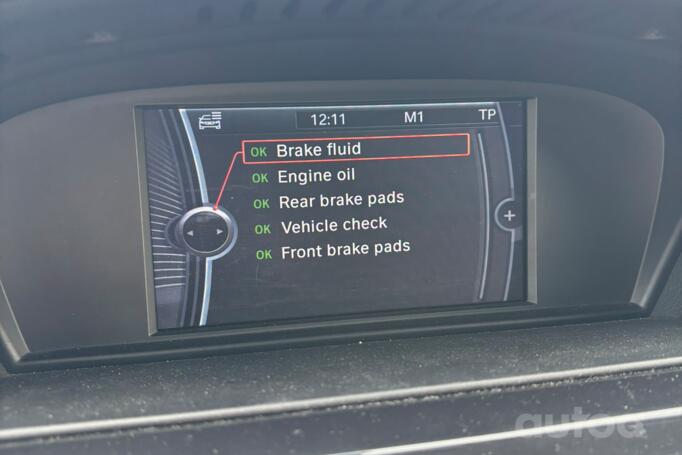 12:11 M1 TP
OK Brake fluid
OK Engine oil
OK Rear brake pads
OK Vehicle check
OK Front brake pads
+
auto24